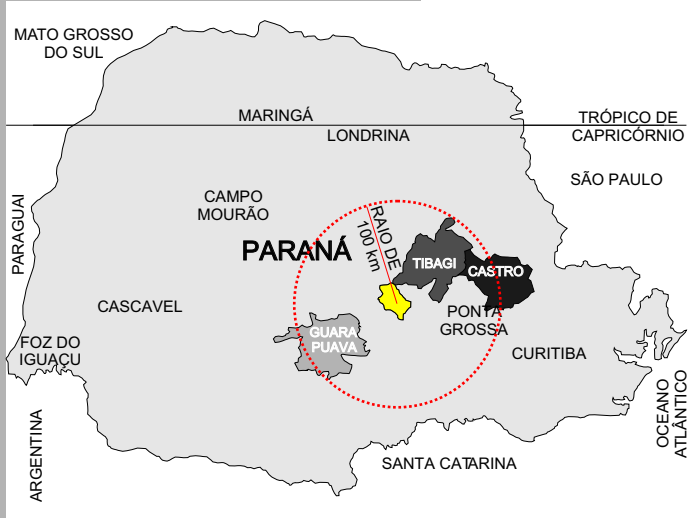 MATO GROSSO
DO SUL
MARINGÁ
TRÓPICO DE
CAPRICÓRNIO
LONDRINA
SÃO PAULO
CAMPO
MOURÃO
PARAGUAI
RAIO DE
100 km
PARANÁ
TIBAGI
CASTRO
CASCAVEL
PONTA
GROSSA
GUARA
PUAVA
FOZ DO
IGUAÇU
CURITIBA
OCEANO
ATLÂNTICO
ARGENTINA
SANTA CATARINA